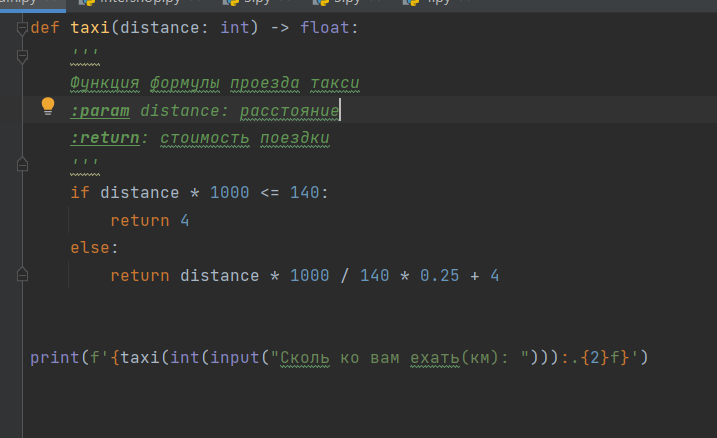 intershop.py
def taxi(distance: int) -> float:
'''
Функция формулы проезда такси
:param distance: расстояние
:return: стоимость поездки
'''
if distance * 1000 <= 140:
return 4
else:
return distance * 1000 / 140 * 0.25 + 4
print(f'{taxi(int(input("Сколь ко вам ехать(км): "))):.{2}f}')